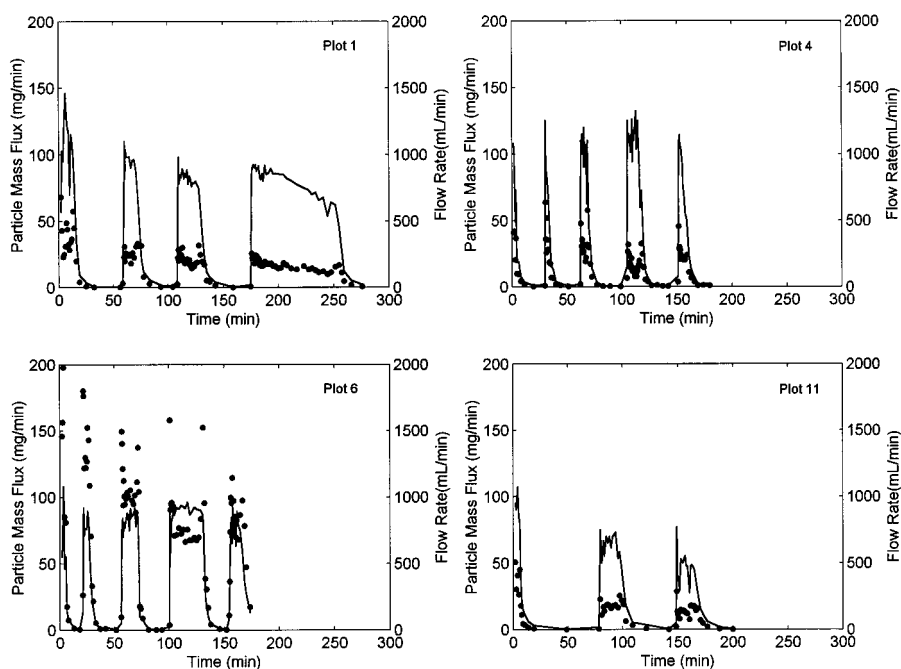 Plot 1
200
150
100
50
0
Particle Mass Flux (mg/min)
2000
1500
1000
500
0
Flow Rate(mL/min)
0 50 100 150 200 250 300
Time (min)
Plot 4
200
150
100
50
0
Particle Mass Flux (mg/min)
2000
1500
1000
500
0
Flow Rate(mL/min)
0 50 100 150 200 250 300
Time (min)
Plot 6
200
150
100
50
0
Particle Mass Flux (mg/min)
2000
1500
1000
500
0
Flow Rate (mL/min)
0 50 100 150 200 250 300
Time (min)
Plot 11
200
150
100
50
0
Particle Mass Flux (mg/min)
2000
1500
1000
500
0
Flow Rate (mL/min)
0 50 100 150 200 250 300
Time (min)